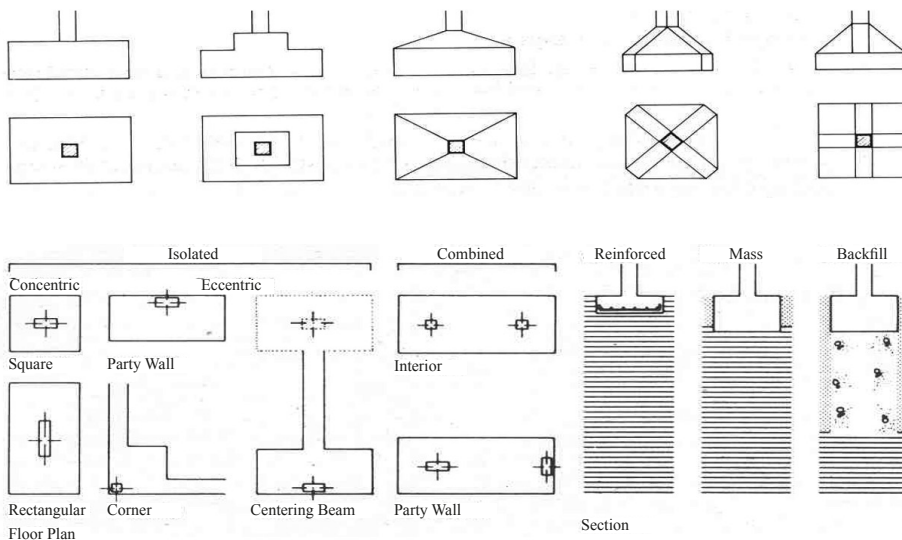 Isolated
Combined
Reinforced
Mass
Backfill
Concentric
Eccentric
Square
Party Wall
Interior
Rectangular
Corner
Centering Beam
Party Wall
Section
Floor Plan